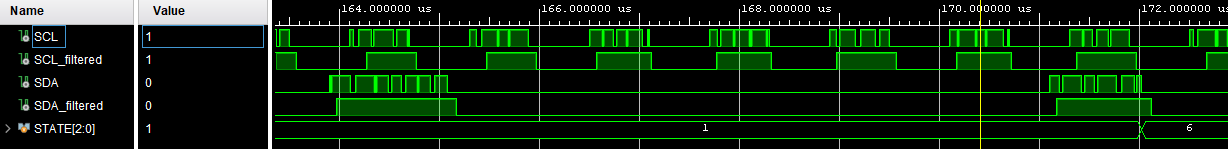 Name Value 164.000000 us 166.000000 us 168.000000 us 170.000000 us 172.000000 us
SCL 1
SCL_filtered 1
SDA 0
SDA_filtered 0
STATE[2:0] 1 1 6